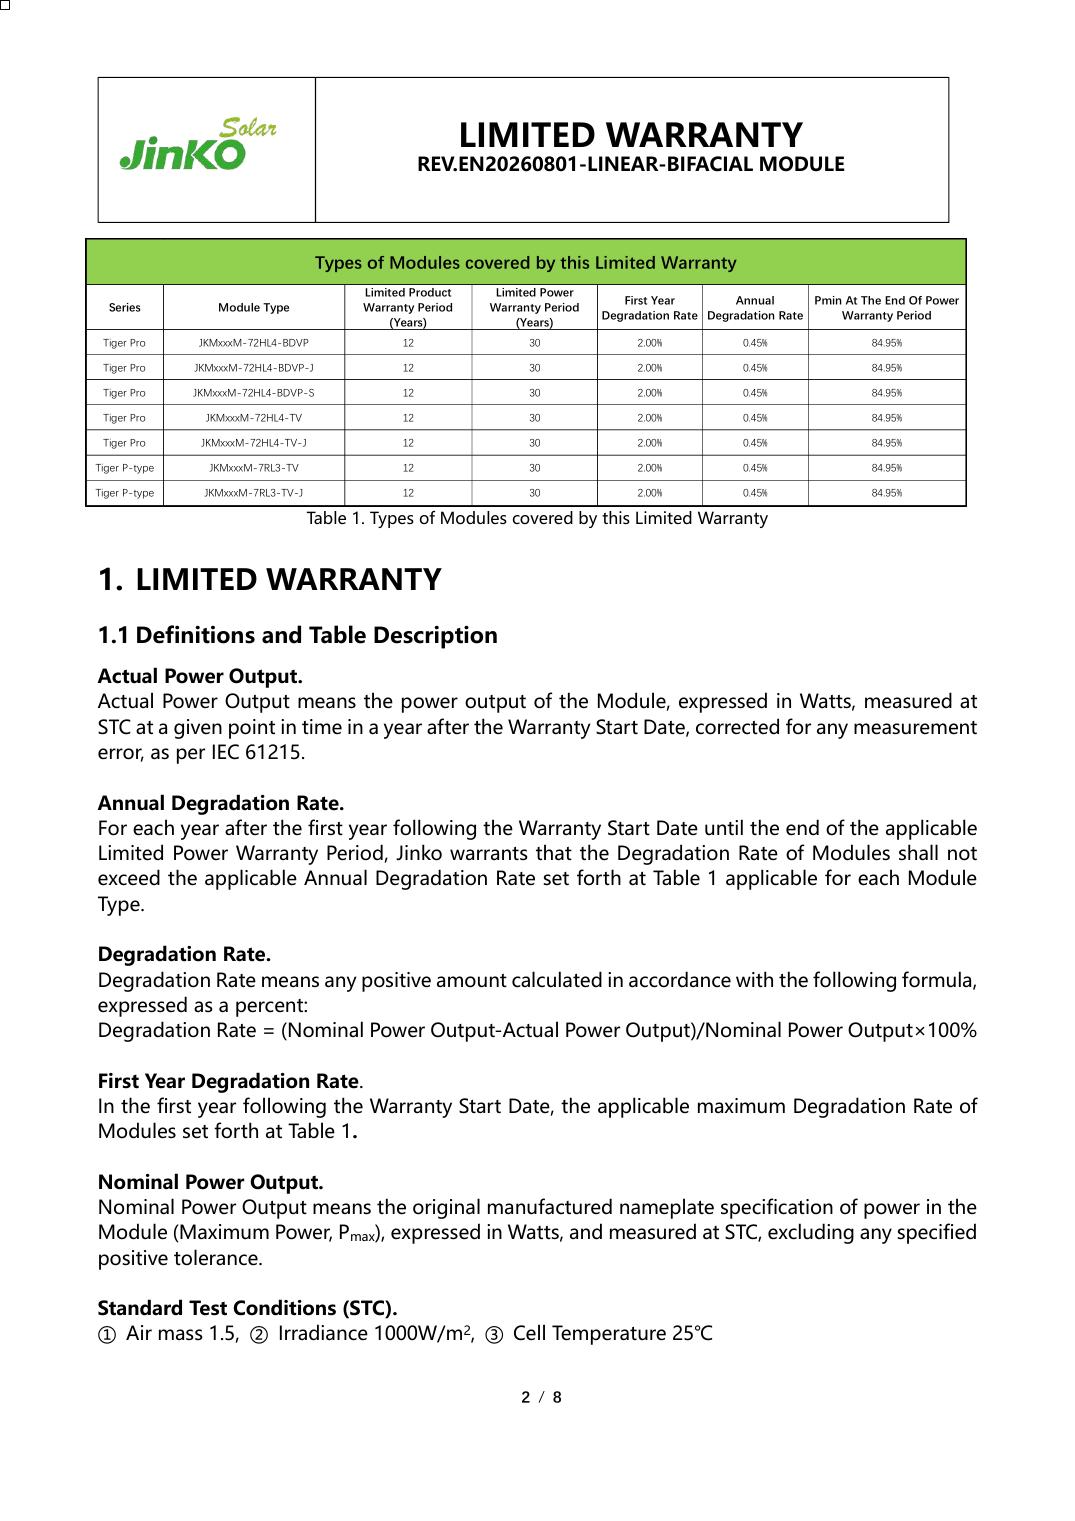 Solar
JinKO
LIMITED WARRANTY
REV.EN20260801-LINEAR-BIFACIAL MODULE
Types of Modules covered by this Limited Warranty
Series Module Type Limited Product Warranty Period (Years) Limited Power Warranty Period (Years) First Year Degradation Rate Annual Degradation Rate Pmin At The End Of Power Warranty Period
Tiger Pro JKMxxxM-72HL4-BDVP 12 30 2.00% 0.45% 84.95%
Tiger Pro JKMxxxM-72HL4-BDVP-J 12 30 2.00% 0.45% 84.95%
Tiger Pro JKMxxxM-72HL4-BDVP-S 12 30 2.00% 0.45% 84.95%
Tiger Pro JKMxxxM-72HL4-TV 12 30 2.00% 0.45% 84.95%
Tiger Pro JKMxxxM-72HL4-TV-J 12 30 2.00% 0.45% 84.95%
Tiger P-type JKMxxxM-7RL3-TV 12 30 2.00% 0.45% 84.95%
Tiger P-type JKMxxxM-7RL3-TV-J 12 30 2.00% 0.45% 84.95%
Table 1. Types of Modules covered by this Limited Warranty
1. LIMITED WARRANTY
1.1 Definitions and Table Description
Actual Power Output.
Actual Power Output means the power output of the Module, expressed in Watts, measured at
STC at a given point in time in a year after the Warranty Start Date, corrected for any measurement
error, as per IEC 61215.
Annual Degradation Rate.
For each year after the first year following the Warranty Start Date until the end of the applicable
Limited Power Warranty Period, Jinko warrants that the Degradation Rate of Modules shall not
exceed the applicable Annual Degradation Rate set forth at Table 1 applicable for each Module
Type.
Degradation Rate.
Degradation Rate means any positive amount calculated in accordance with the following formula,
expressed as a percent:
Degradation Rate = (Nominal Power Output-Actual Power Output)/Nominal Power Output×100%
First Year Degradation Rate.
In the first year following the Warranty Start Date, the applicable maximum Degradation Rate of
Modules set forth at Table 1.
Nominal Power Output.
Nominal Power Output means the original manufactured nameplate specification of power in the
Module (Maximum Power, Pmax), expressed in Watts, and measured at STC, excluding any specified
positive tolerance.
Standard Test Conditions (STC).
① Air mass 1.5, ② Irradiance 1000W/m², ③ Cell Temperature 25℃
2 / 8